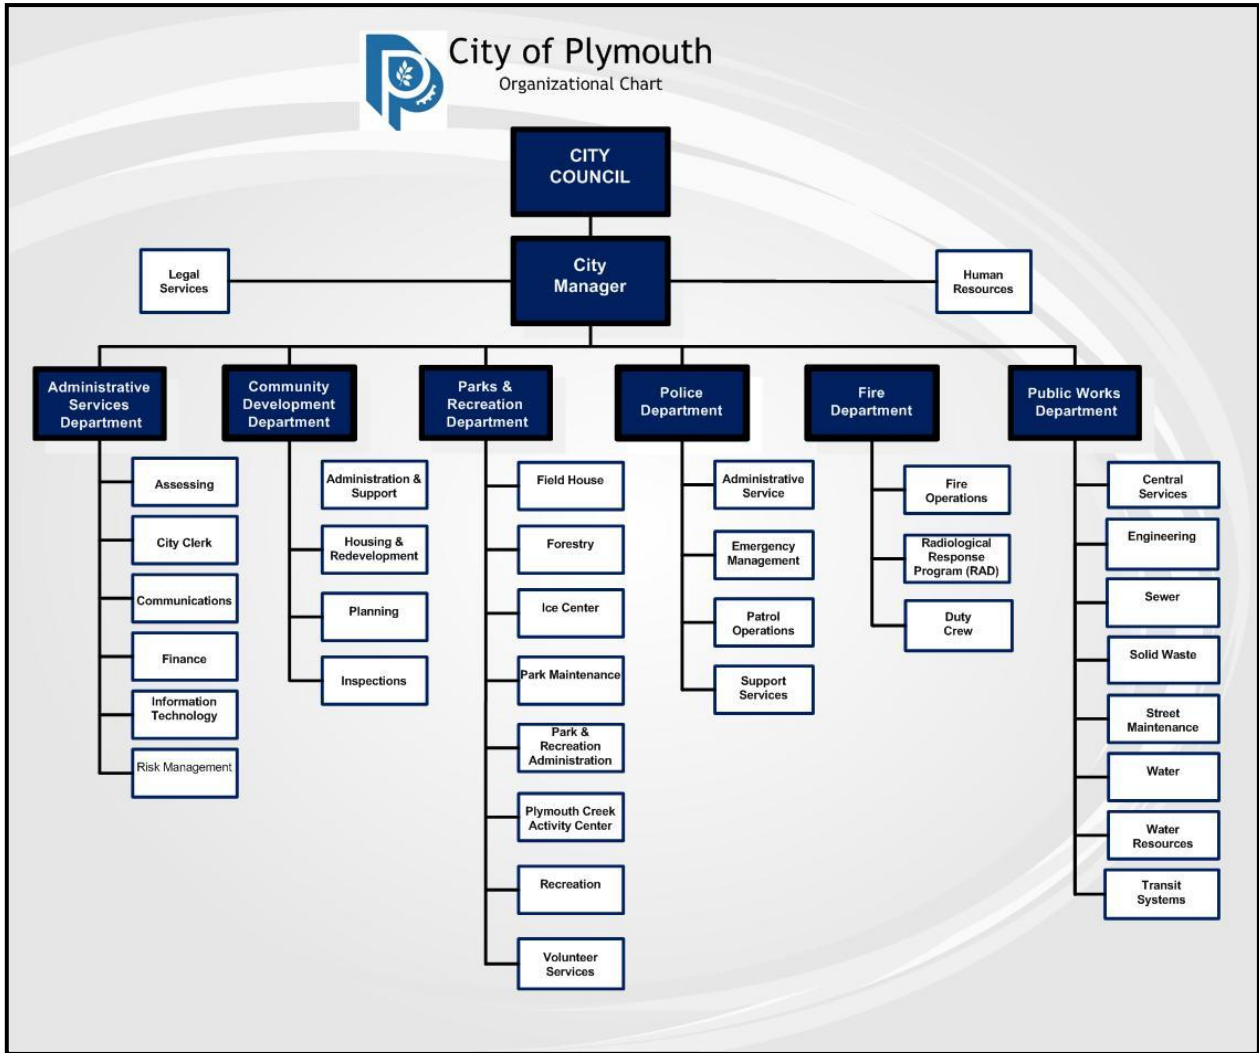 City of Plymouth
Organizational Chart
CITY
COUNCIL
City
Manager
Legal
Services
Human
Resources
Administrative
Services
Department
Assessing
City Clerk
Communications
Finance
Information
Technology
Risk Management
Community
Development
Department
Administration &
Support
Housing &
Redevelopment
Planning
Inspections
Parks &
Recreation
Department
Field House
Forestry
Ice Center
Park Maintenance
Park &
Recreation
Administration
Plymouth Creek
Activity Center
Recreation
Volunteer
Services
Police
Department
Administrative
Service
Emergency
Management
Patrol
Operations
Support
Services
Fire
Department
Fire
Operations
Radiological
Response
Program (RAD)
Duty
Crew
Public Works
Department
Central
Services
Engineering
Sewer
Solid Waste
Street
Maintenance
Water
Water
Resources
Transit
Systems